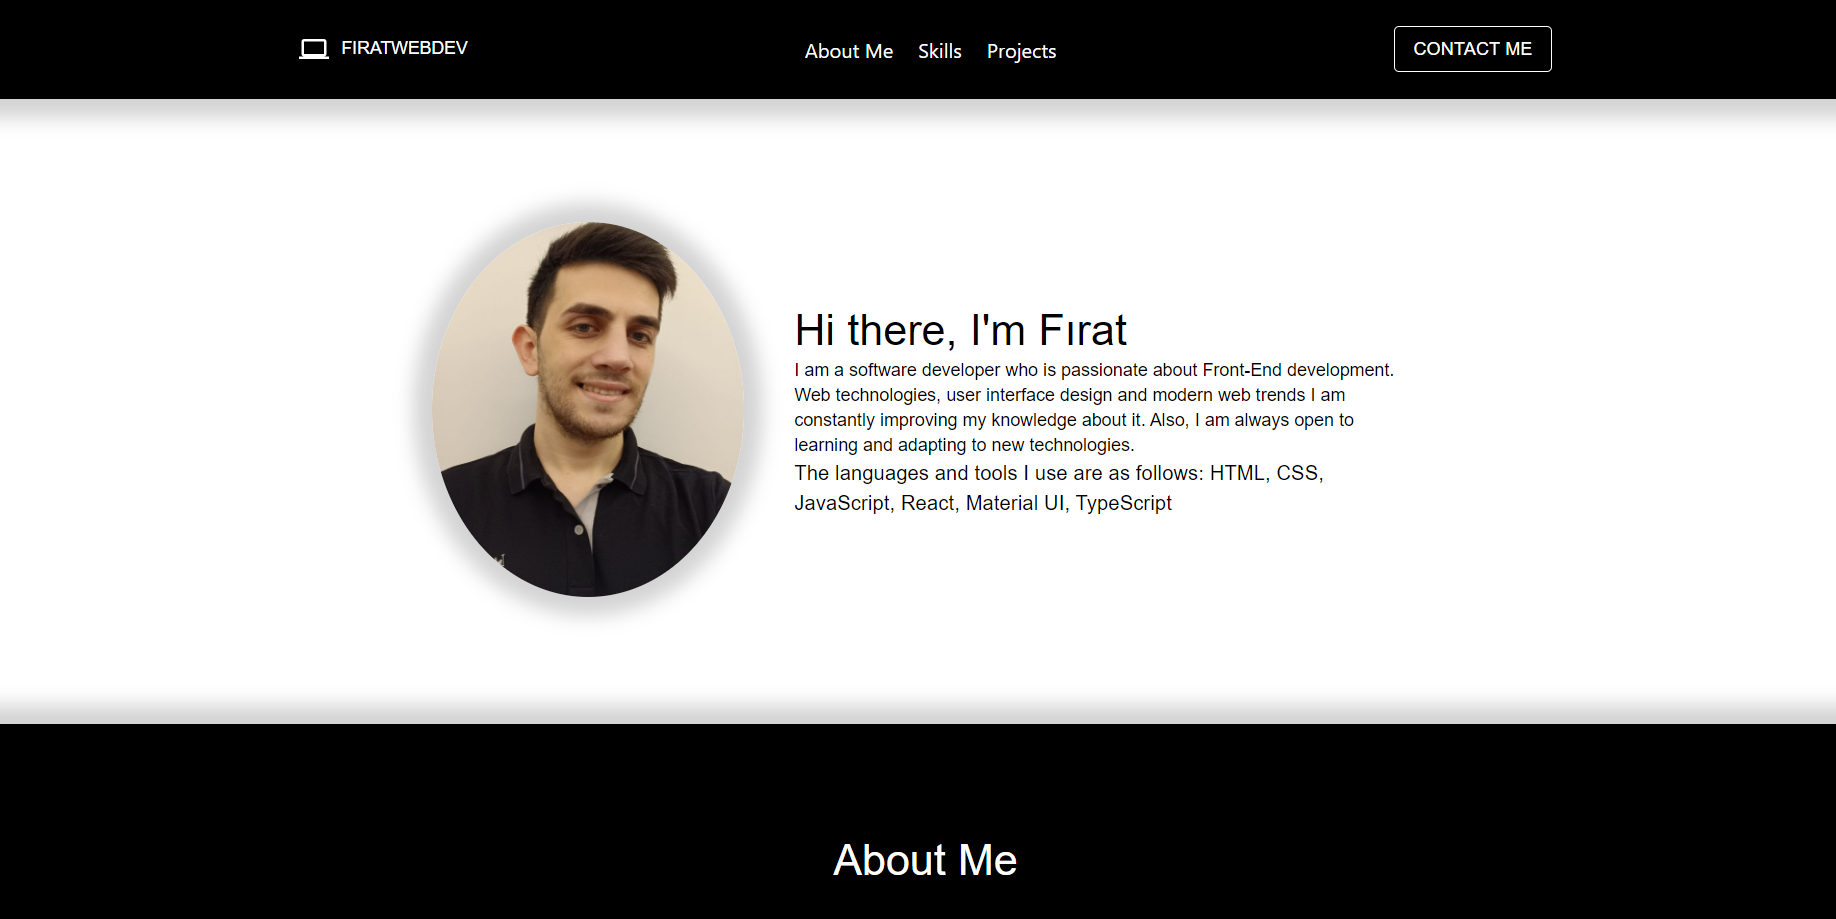 FIRATWEBDEV
About Me Skills Projects
CONTACT ME
Hi there, I'm Fırat
I am a software developer who is passionate about Front-End development.
Web technologies, user interface design and modern web trends I am
constantly improving my knowledge about it. Also, I am always open to
learning and adapting to new technologies.
The languages and tools I use are as follows: HTML, CSS,
JavaScript, React, Material UI, TypeScript
About Me